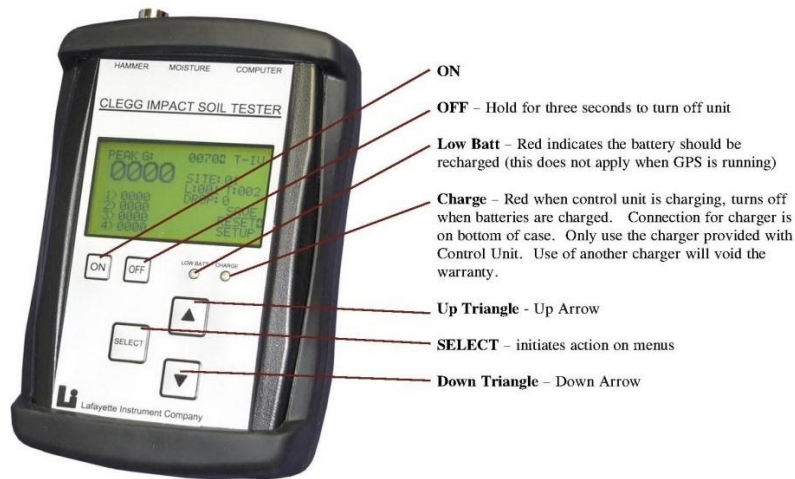 HAMMER MOISTURE COMPUTER
CLEGG IMPACT SOIL TESTER
PEAK G: 0070 T-IV
0000
SITE:
L:001 T:002
1) 0000 DROP: 0
2) 0000 SAVE
3) 0000 RESET
4) 0000 SETUP
ON OFF LOW BATT CHARGE
SELECT
Lafayette Instrument Company
ON
OFF – Hold for three seconds to turn off unit
Low Batt – Red indicates the battery should be
recharged (this does not apply when GPS is running)
Charge – Red when control unit is charging, turns off
when batteries are charged. Connection for charger is
on bottom of case. Only use the charger provided with
Control Unit. Use of another charger will void the
warranty.
Up Triangle - Up Arrow
SELECT – initiates action on menus
Down Triangle – Down Arrow